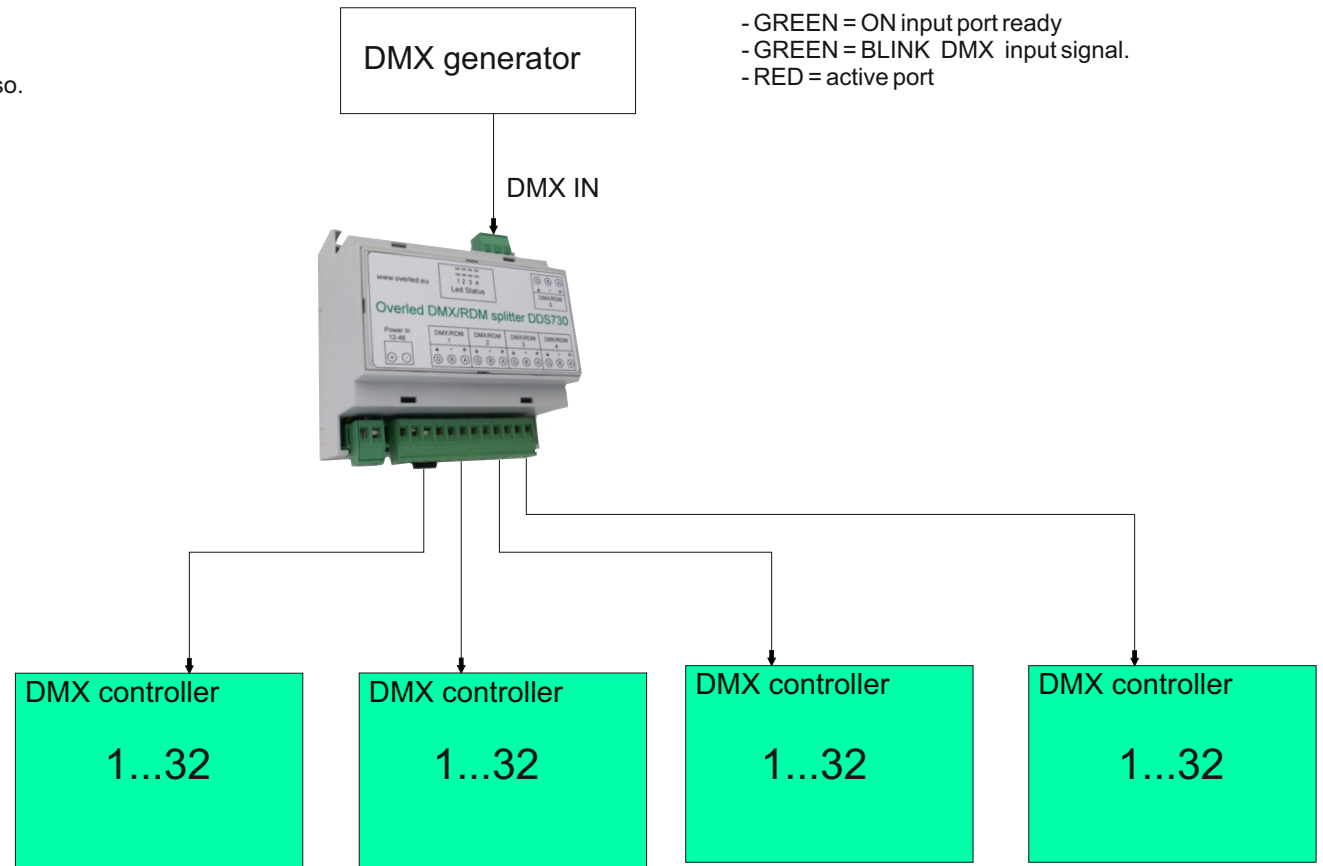 so.
DMX generator
- GREEN = ON input port ready
- GREEN = BLINK DMX input signal.
- RED = active port
DMX IN
www.overled.eu
1 2 3 4
Led Status
G B A
+ - +
DMX/RDM
5
Overled DMX/RDM splitter DDS730
Power In
12-48
+ -
DMX/RDM DMX/RDM DMX/RDM DMX/RDM
1 2 3 4
+ - + + - + + - + + - +
G B A G B A G B A G B A
DMX controller
1...32
DMX controller
1...32
DMX controller
1...32
DMX controller
1...32